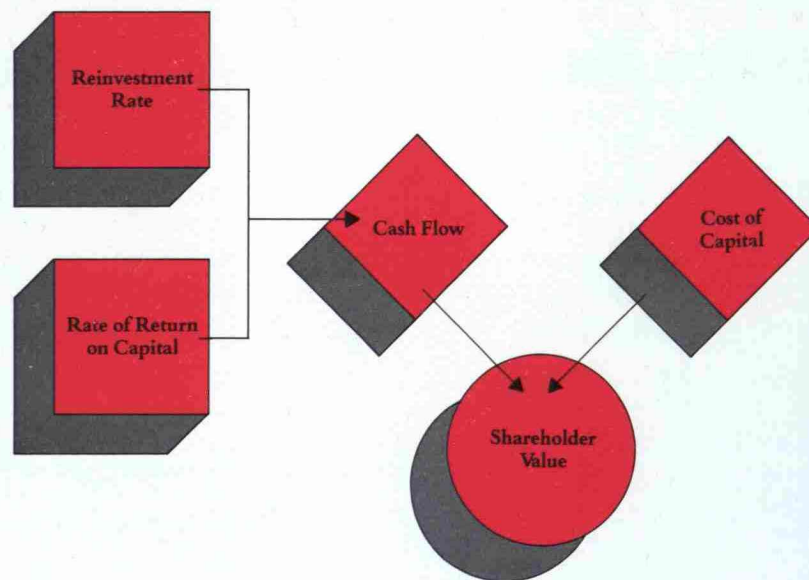 Reinvestment
Rate
Cash Flow
Cost of
Capital
Rate of Return
on Capital
Shareholder
Value